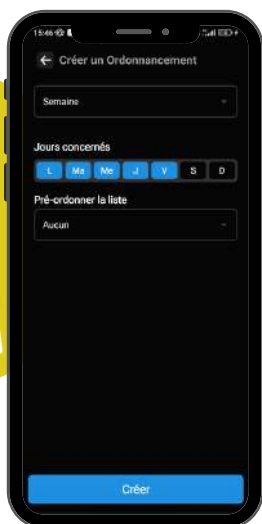 15:46
Créer un Ordonnancement
Semaine
Jours concernés
L Ma Me J V S D
Pré-ordonner la liste
Aucun
Créer